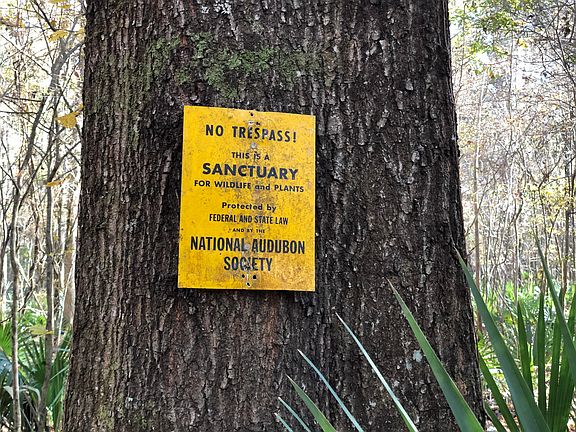 NO TRESPASS!
THIS IS A
SANCTUARY
FOR WILDLIFE and PLANTS
Protected by
FEDERAL AND STATE LAW
AND BY THE
NATIONAL AUDUBON
SOCIETY